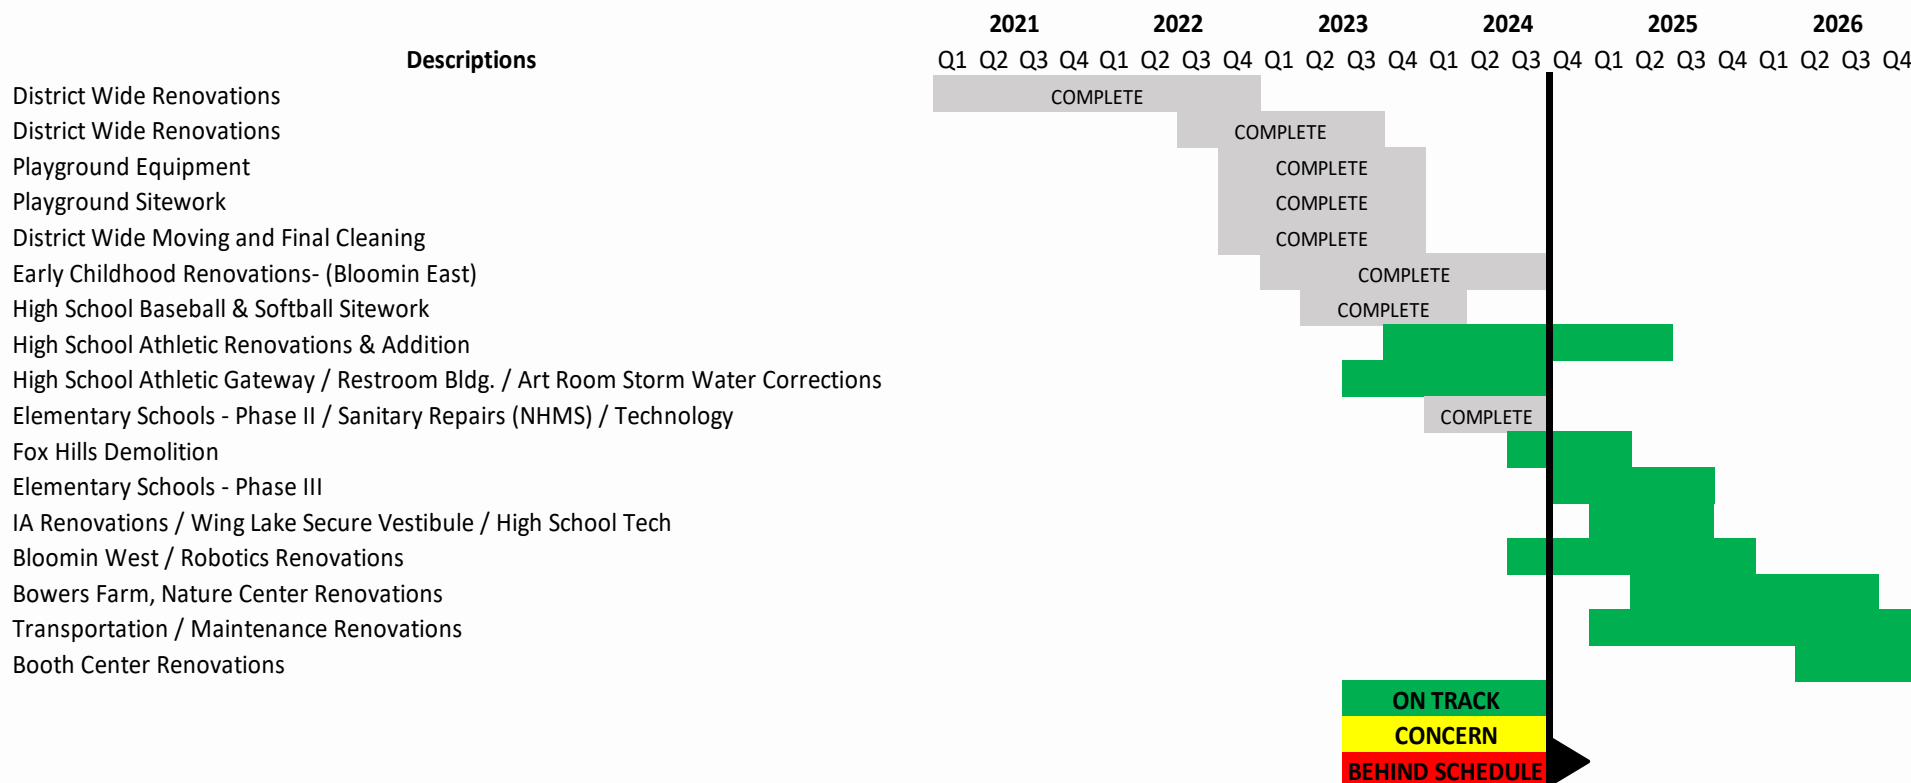 2021 2022 2023 2024 2025 2026
Descriptions Q1 Q2 Q3 Q4 Q1 Q2 Q3 Q4 Q1 Q2 Q3 Q4 Q1 Q2 Q3 Q4 Q1 Q2 Q3 Q4 Q1 Q2 Q3 Q4
District Wide Renovations COMPLETE
District Wide Renovations COMPLETE
Playground Equipment COMPLETE
Playground Sitework COMPLETE
District Wide Moving and Final Cleaning COMPLETE
Early Childhood Renovations- (Bloomin East) COMPLETE
High School Baseball & Softball Sitework COMPLETE
High School Athletic Renovations & Addition
High School Athletic Gateway / Restroom Bldg. / Art Room Storm Water Corrections
Elementary Schools - Phase II / Sanitary Repairs (NHMS) / Technology COMPLETE
Fox Hills Demolition
Elementary Schools - Phase III
IA Renovations / Wing Lake Secure Vestibule / High School Tech
Bloomin West / Robotics Renovations
Bowers Farm, Nature Center Renovations
Transportation / Maintenance Renovations
Booth Center Renovations
ON TRACK
CONCERN
BEHIND SCHEDULE